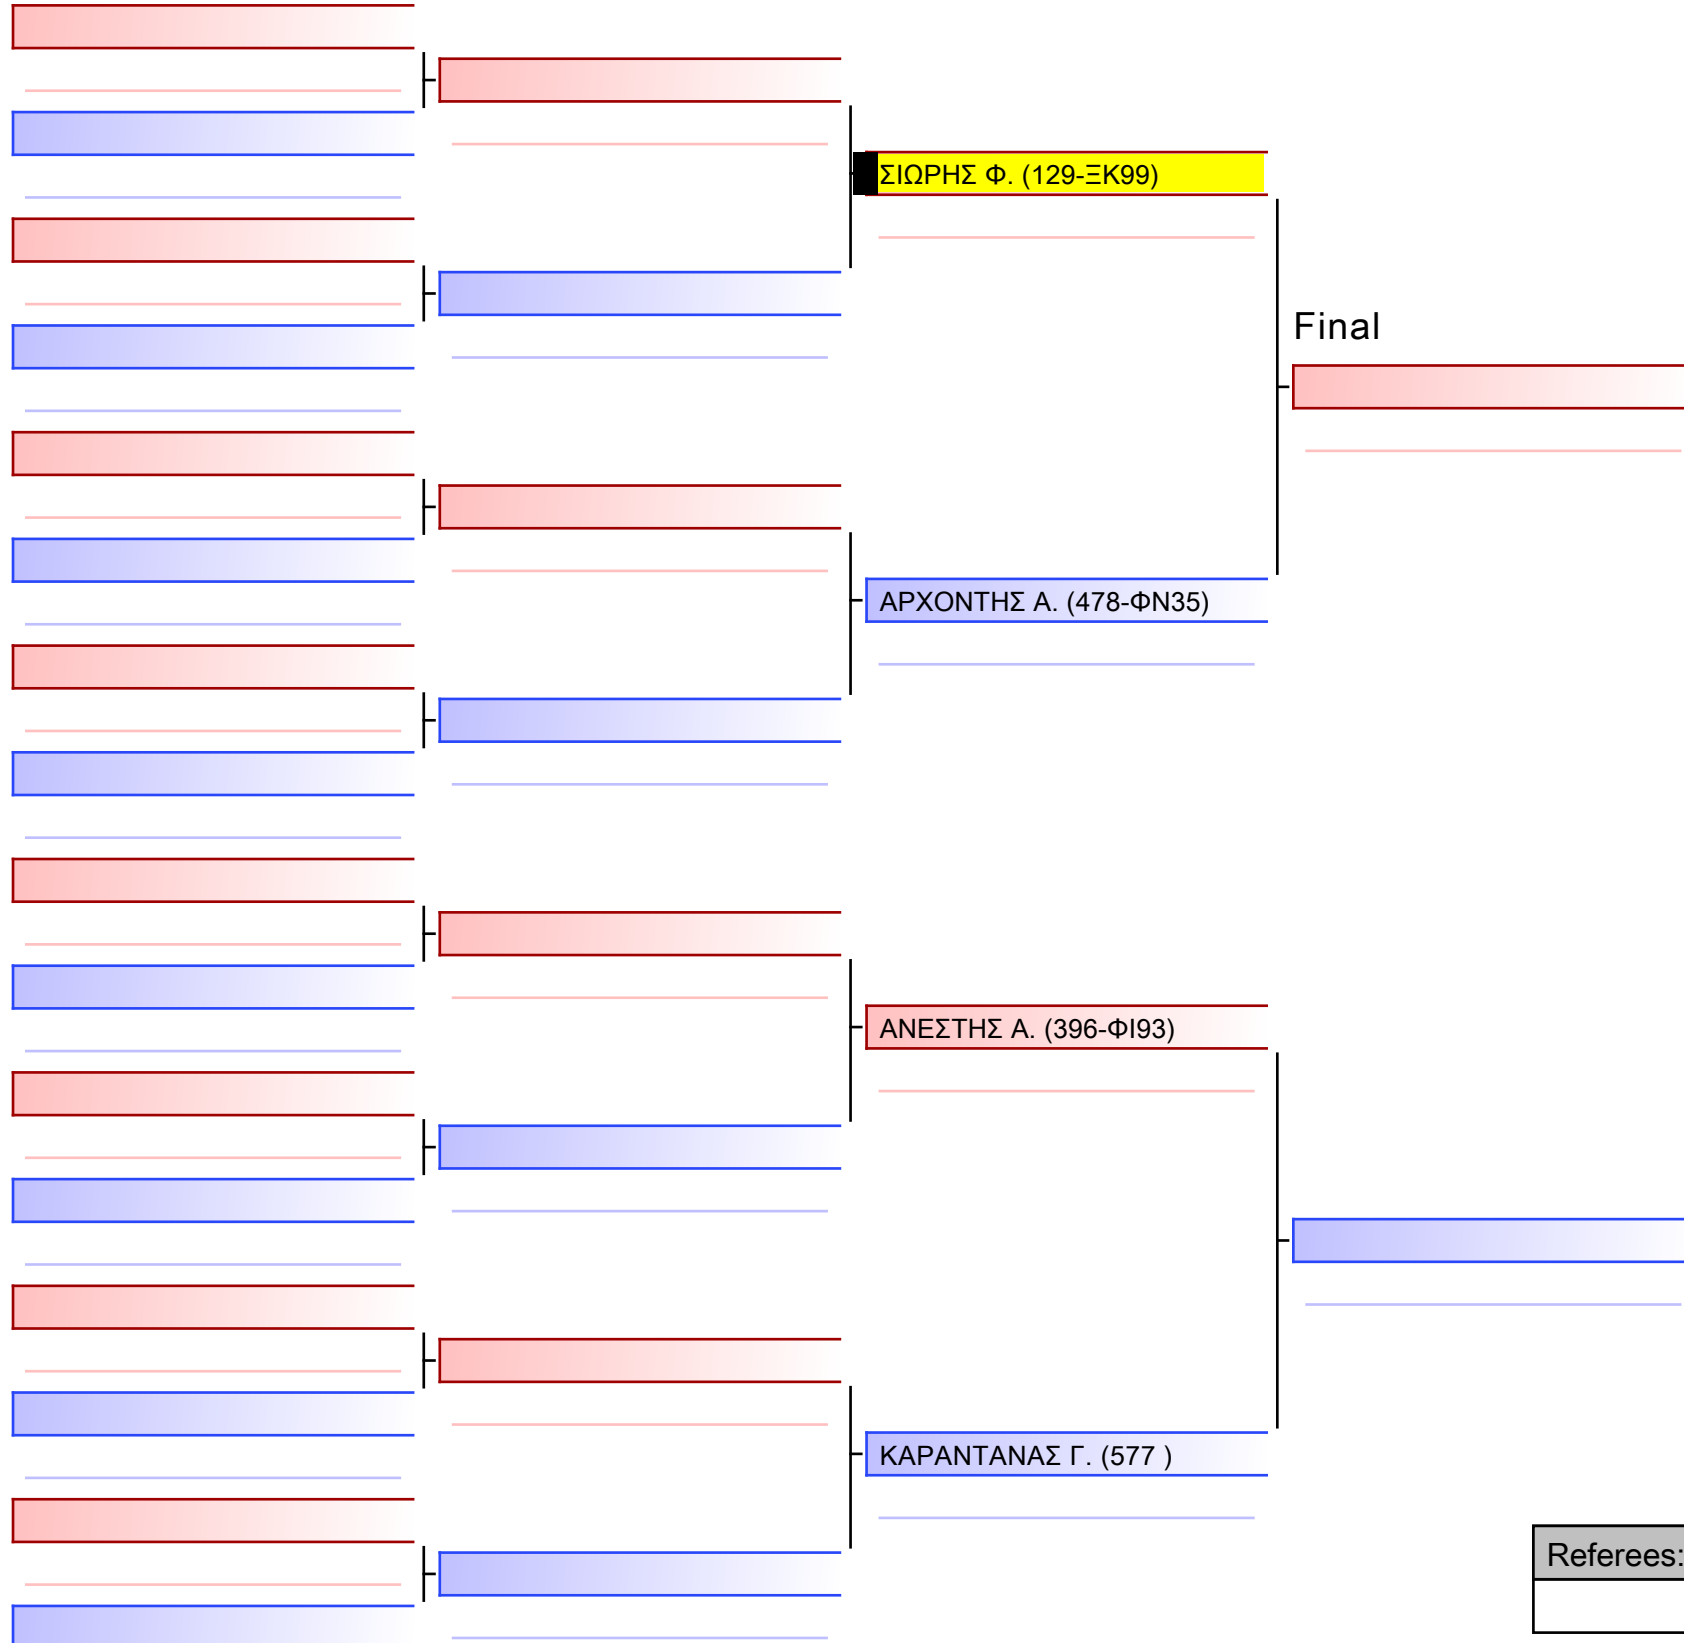 ΣΙΩΡΗΣ Φ. (129-ΞΚ99)
Final
ΑΡΧΟΝΤΗΣ Α. (478-ΦΝ35)
ΑΝΕΣΤΗΣ Α. (396-ΦΙ93)
ΚΑΡΑΝΤΑΝΑΣ Γ. (577 )
Referees: